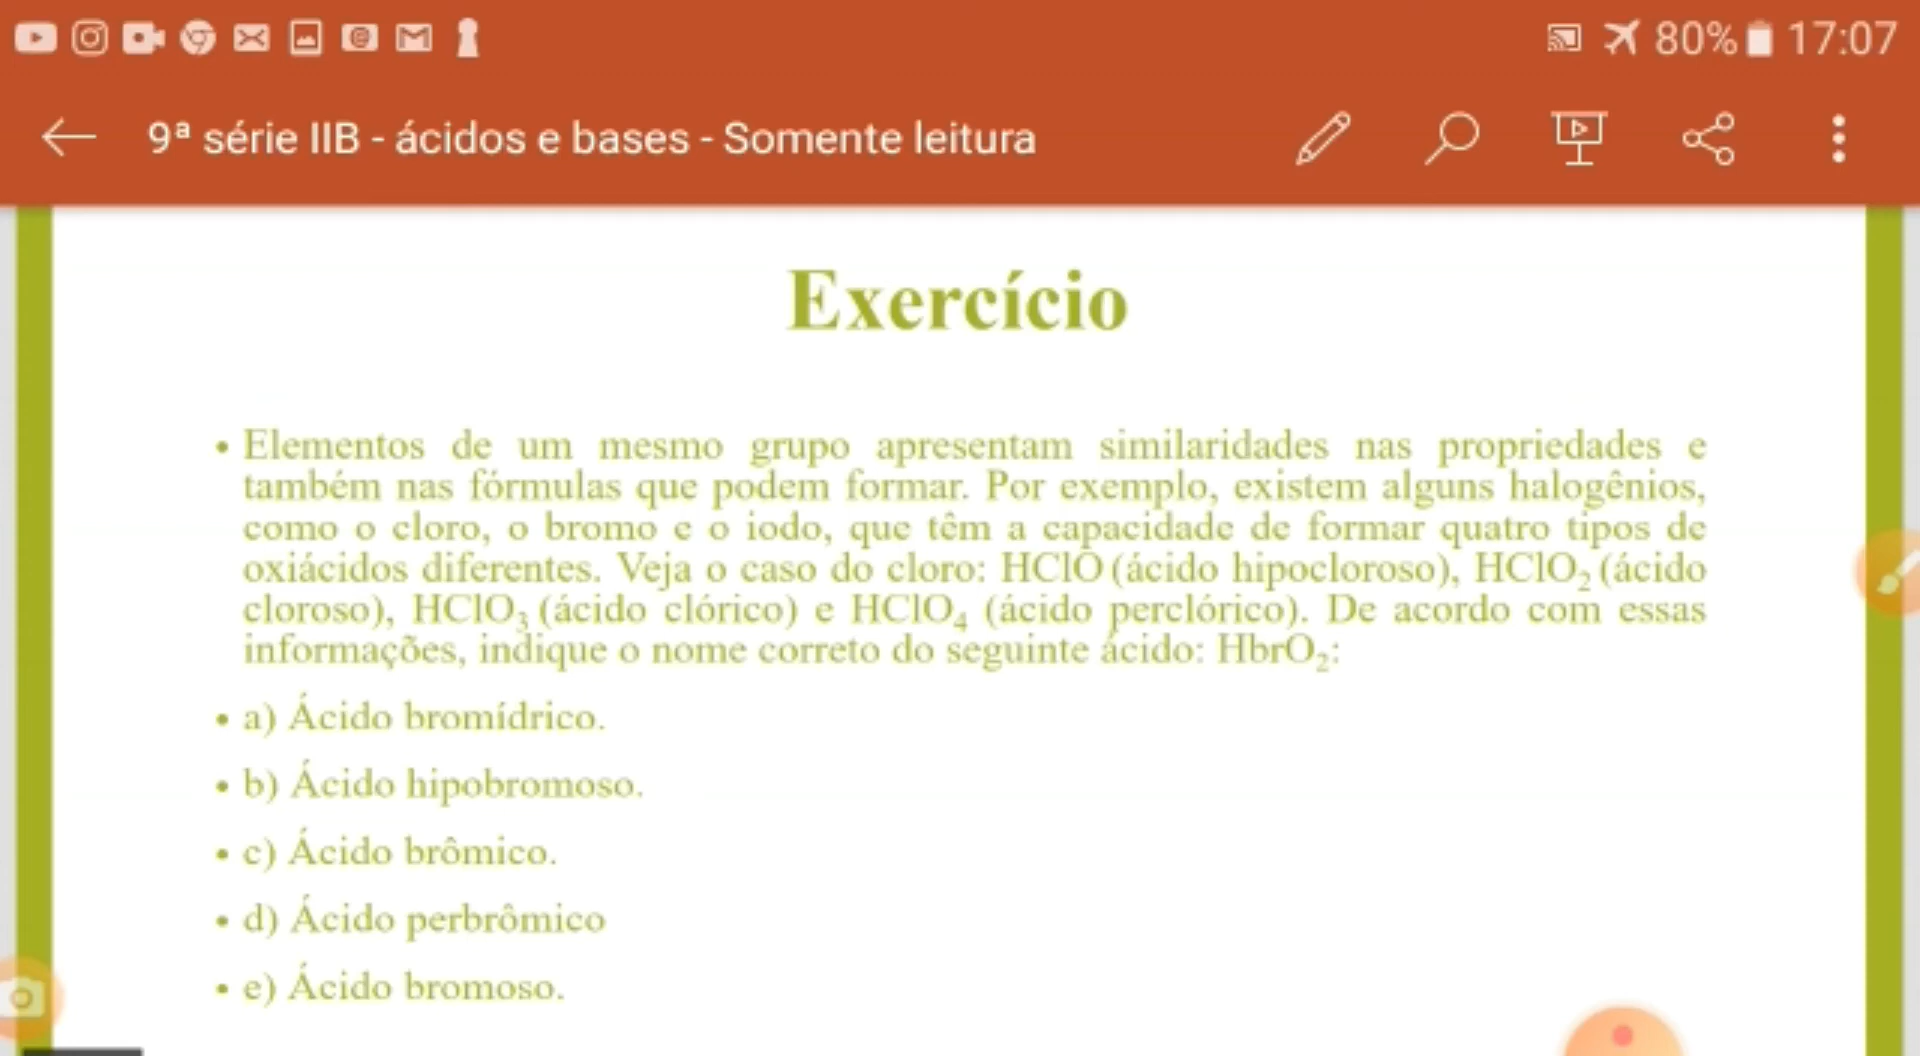 80% 17:07
9ª série IIB - ácidos e bases - Somente leitura
Exercício
• Elementos de um mesmo grupo apresentam similaridades nas propriedades e
também nas fórmulas que podem formar. Por exemplo, existem alguns halogênios,
como o cloro, o bromo e o iodo, que têm a capacidade de formar quatro tipos de
oxiácidos diferentes. Veja o caso do cloro: HClO (ácido hipocloroso), HClO₂ (ácido
cloroso), HClO₃ (ácido clórico) e HClO₄ (ácido perclórico). De acordo com essas
informações, indique o nome correto do seguinte ácido: HbrO₂:
• a) Ácido bromídrico.
• b) Ácido hipobromoso.
• c) Ácido brômico.
• d) Ácido perbrômico
• e) Ácido bromoso.